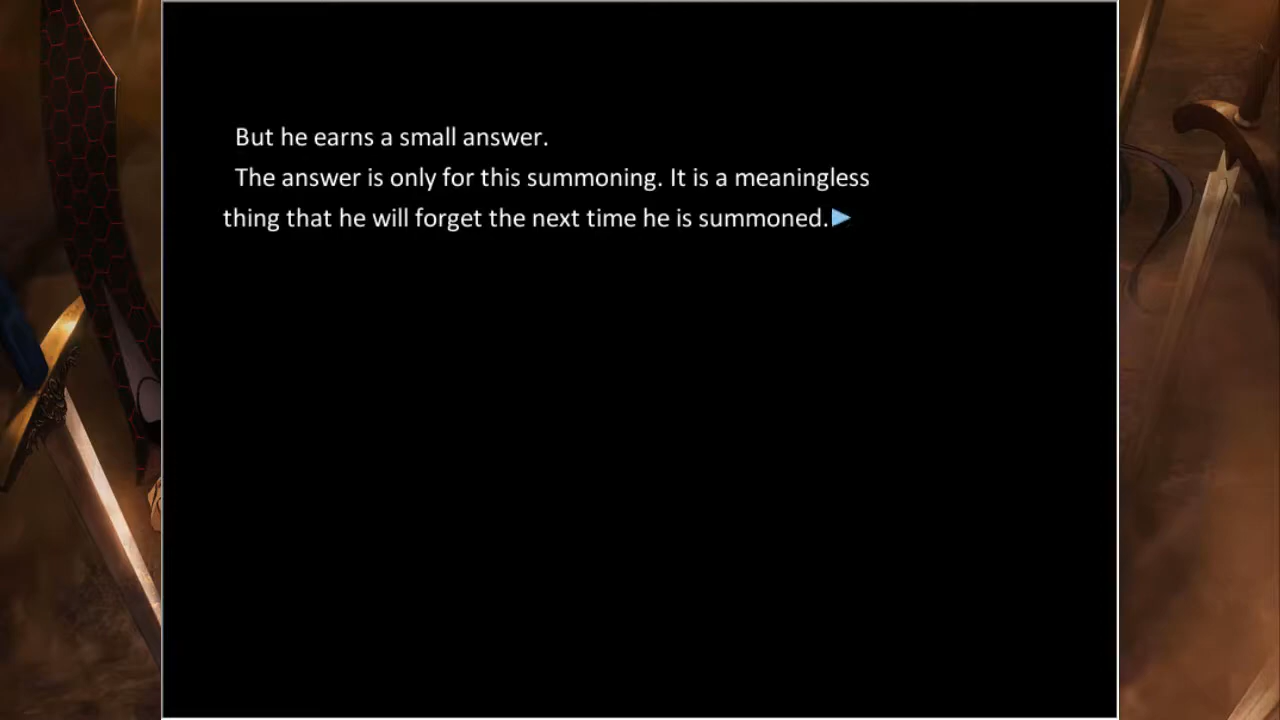 But he earns a small answer.
The answer is only for this summoning. It is a meaningless
thing that he will forget the next time he is summoned.